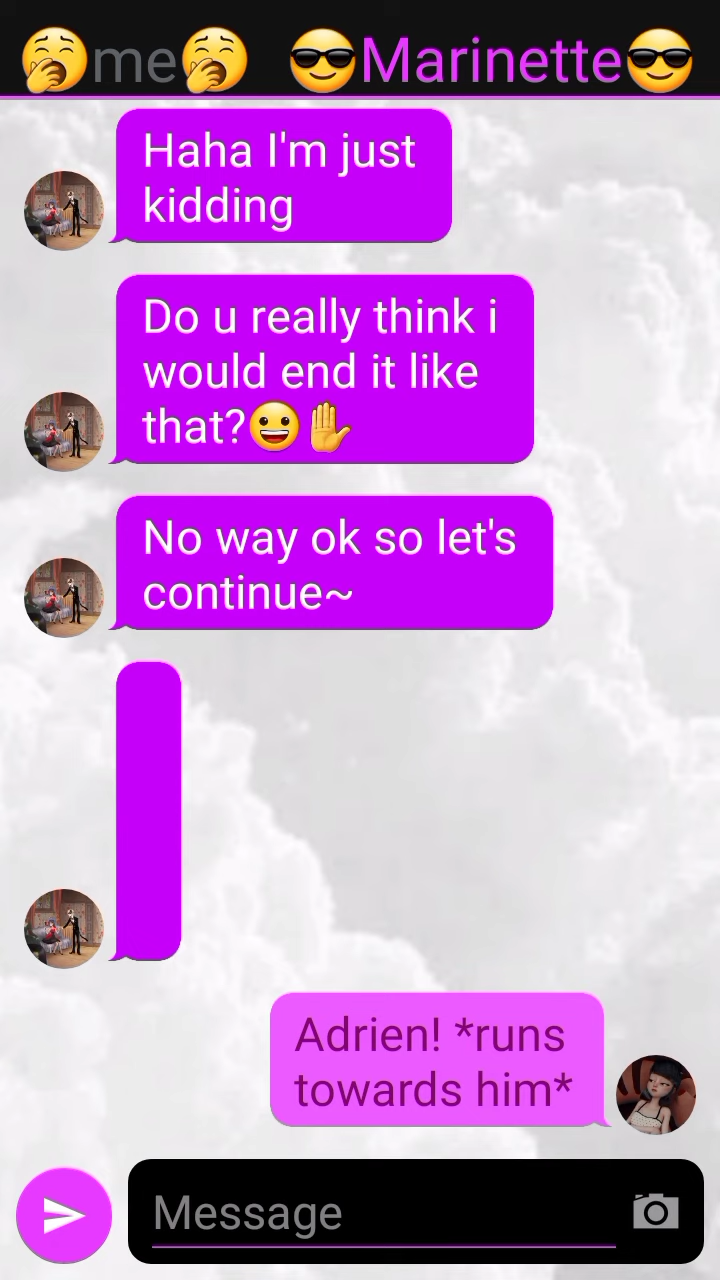 🥱me🥱 😎Marinette😎
Haha I'm just
kidding
Do u really think i
would end it like
that?😀✋
No way ok so let's
continue~
Adrien! *runs
towards him*
Message